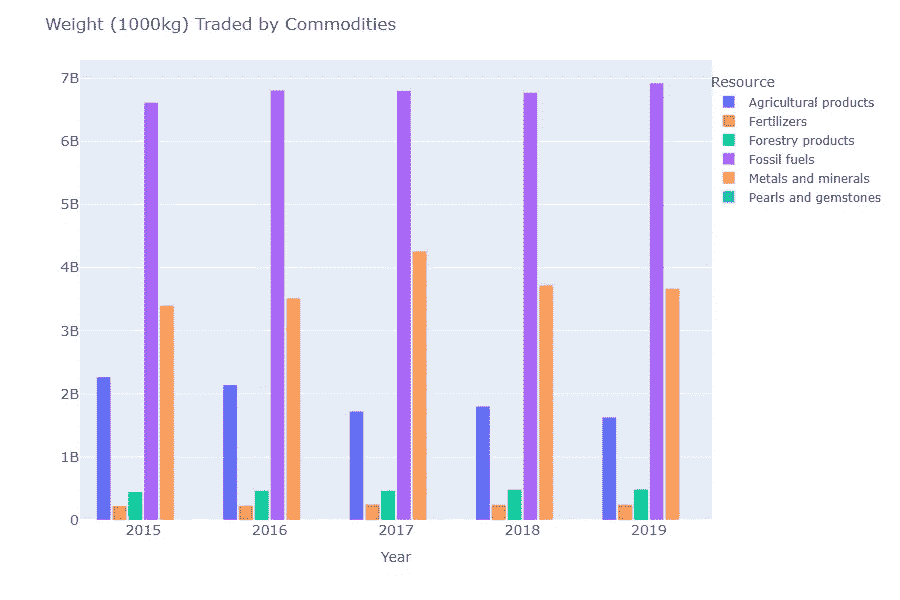 Weight (1000kg) Traded by Commodities
7B
6B
5B
4B
3B
2B
1B
0
2015
2016
2017
2018
2019
Year
Resource
Agricultural products
Fertilizers
Forestry products
Fossil fuels
Metals and minerals
Pearls and gemstones